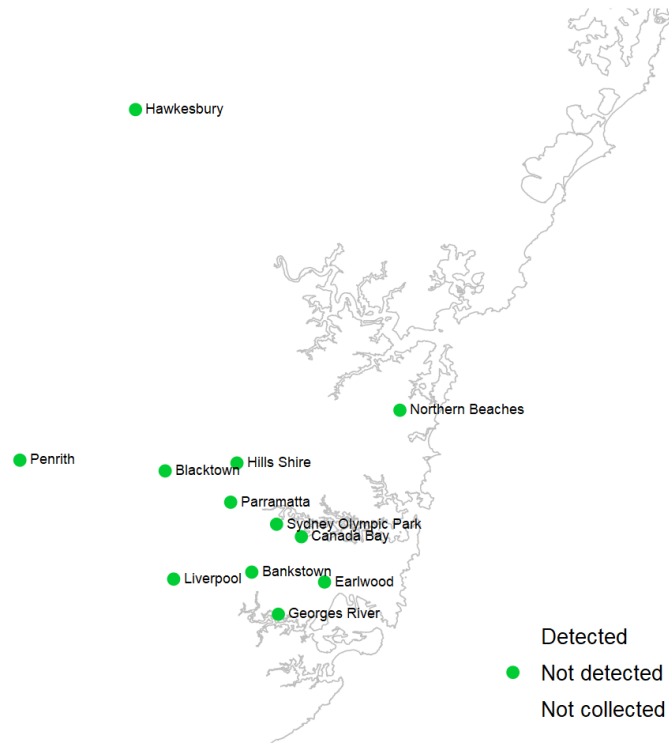 Hawkesbury
Northern Beaches
Penrith
Hills Shire
Blacktown
Parramatta
Sydney Olympic Park
Canada Bay
Bankstown
Liverpool
Earlwood
Georges River
Detected
Not detected
Not collected